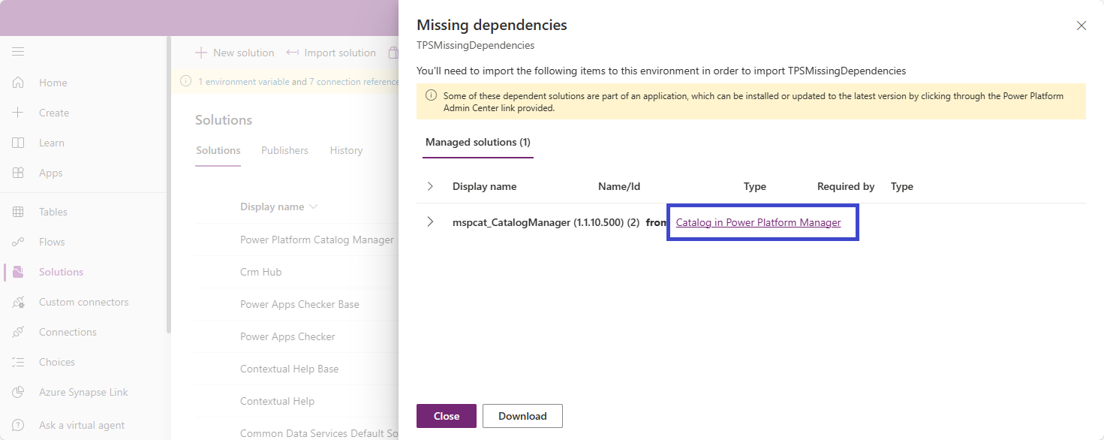 Missing dependencies
TPSMissingDependencies
You'll need to import the following items to this environment in order to import TPSMissingDependencies
Some of these dependent solutions are part of an application, which can be installed or updated to the latest version by clicking through the Power Platform
Admin Center link provided.
Managed solutions (1)
Display name Name/Id Type Required by Type
mspcat_CatalogManager (1.1.10.500) (2) from Catalog in Power Platform Manager
Close Download
Home
Create
Learn
Apps
Tables
Flows
Solutions
Custom connectors
Connections
Choices
Azure Synapse Link
Ask a virtual agent
New solution Import solution
1 environment variable and 7 connection reference
Solutions
Solutions Publishers History
Display name
Power Platform Catalog Manager
Crm Hub
Power Apps Checker Base
Power Apps Checker
Contextual Help Base
Contextual Help
Common Data Services Default So